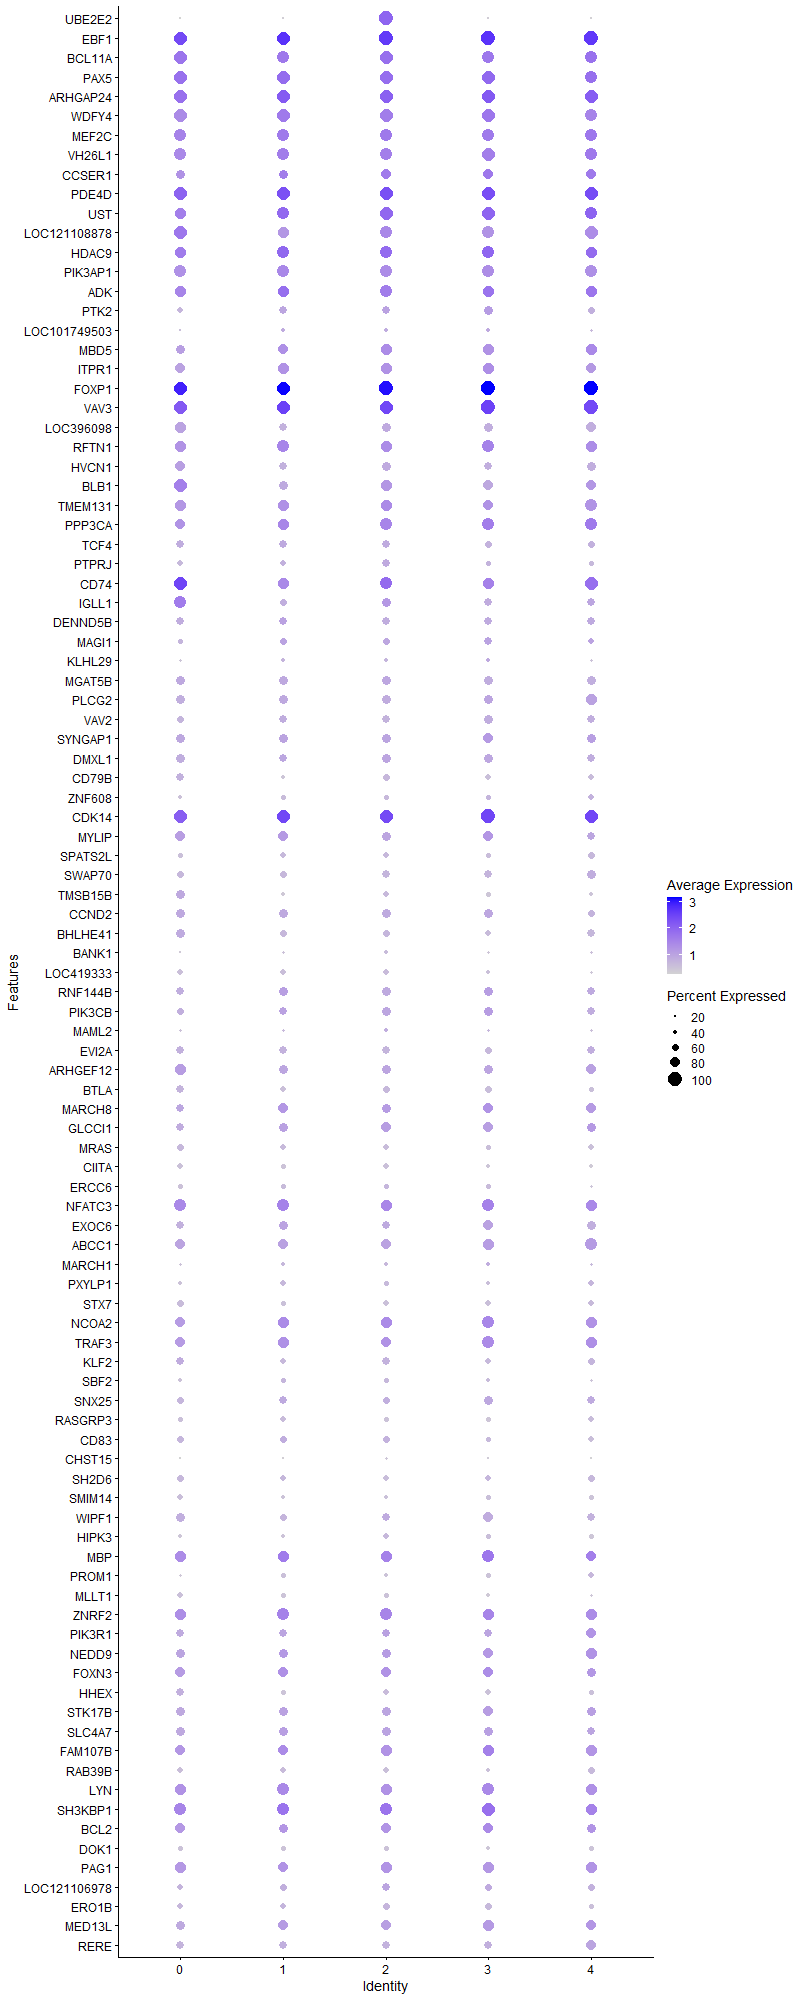 UBE2E2
EBF1
BCL11A
PAX5
ARHGAP24
WDFY4
MEF2C
VH26L1
CCSER1
PDE4D
UST
LOC121108878
HDAC9
PIK3AP1
ADK
PTK2
LOC101749503
MBD5
ITPR1
FOXP1
VAV3
LOC396098
RFTN1
HVCN1
BLB1
TMEM131
PPP3CA
TCF4
PTPRJ
CD74
IGLL1
DENND5B
MAGI1
KLHL29
MGAT5B
PLCG2
VAV2
SYNGAP1
DMXL1
CD79B
ZNF608
CDK14
MYLIP
SPATS2L
SWAP70
TMSB15B
CCND2
BHLHE41
BANK1
LOC419333
RNF144B
PIK3CB
MAML2
EVI2A
ARHGEF12
BTLA
MARCH8
GLCCI1
MRAS
CIITA
ERCC6
NFATC3
EXOC6
ABCC1
MARCH1
PXYLP1
STX7
NCOA2
TRAF3
KLF2
SBF2
SNX25
RASGRP3
CD83
CHST15
SH2D6
SMIM14
WIPF1
HIPK3
MBP
PROM1
MLLT1
ZNRF2
PIK3R1
NEDD9
FOXN3
HHEX
STK17B
SLC4A7
FAM107B
RAB39B
LYN
SH3KBP1
BCL2
DOK1
PAG1
LOC121106978
ERO1B
MED13L
RERE
Features
0 1 2 3 4
Identity
Average Expression
3
2
1
Percent Expressed
20
40
60
80
100